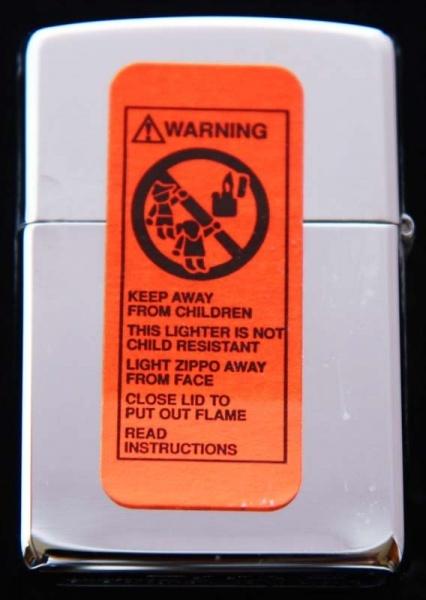 WARNING
KEEP AWAY
FROM CHILDREN
THIS LIGHTER IS NOT
CHILD RESISTANT
LIGHT ZIPPO AWAY
FROM FACE
CLOSE LID TO
PUT OUT FLAME
READ
INSTRUCTIONS